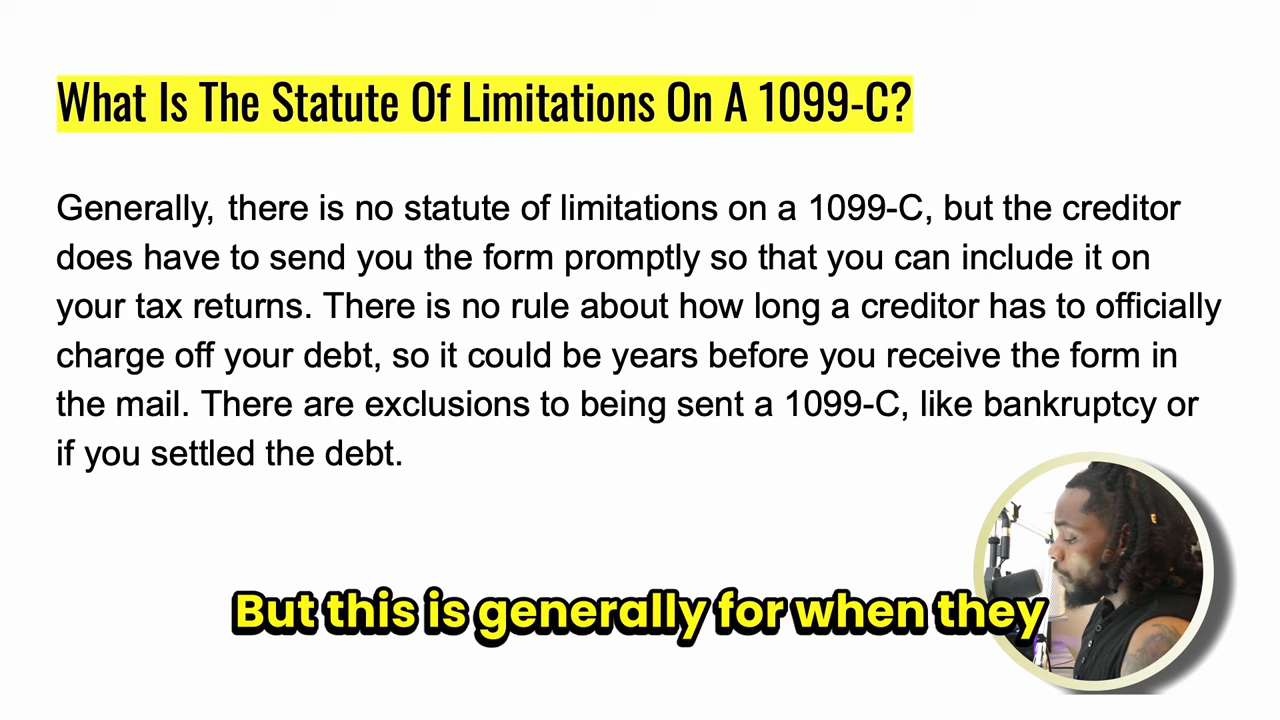 What Is The Statute Of Limitations On A 1099-C?
Generally, there is no statute of limitations on a 1099-C, but the creditor
does have to send you the form promptly so that you can include it on
your tax returns. There is no rule about how long a creditor has to officially
charge off your debt, so it could be years before you receive the form in
the mail. There are exclusions to being sent a 1099-C, like bankruptcy or
if you settled the debt.
But this is generally for when they